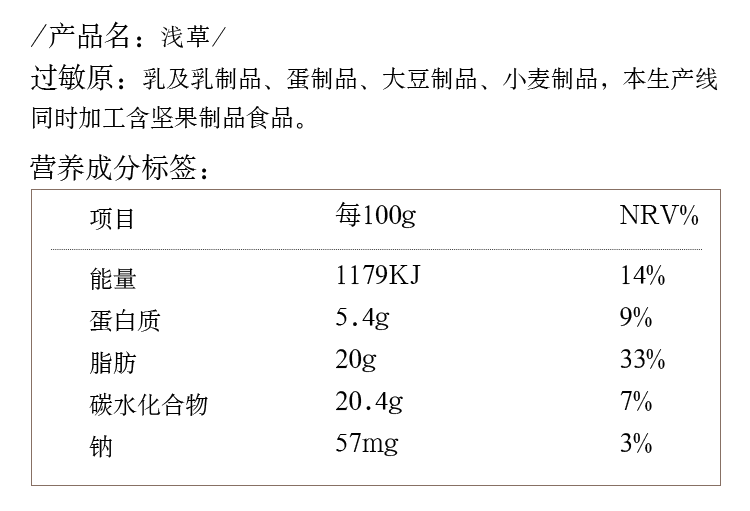 /产品名：浅草/
过敏原：乳及乳制品、蛋制品、大豆制品、小麦制品，本生产线
同时加工含坚果制品食品。
营养成分标签：
项目 每100g NRV%
能量 1179KJ 14%
蛋白质 5.4g 9%
脂肪 20g 33%
碳水化合物 20.4g 7%
钠 57mg 3%